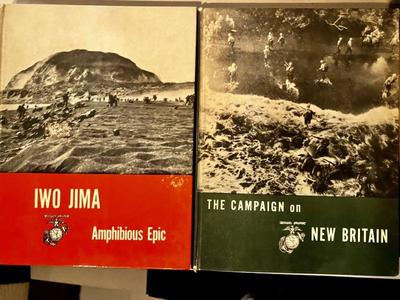 IWO JIMA
Amphibious Epic
THE CAMPAIGN on
NEW BRITAIN